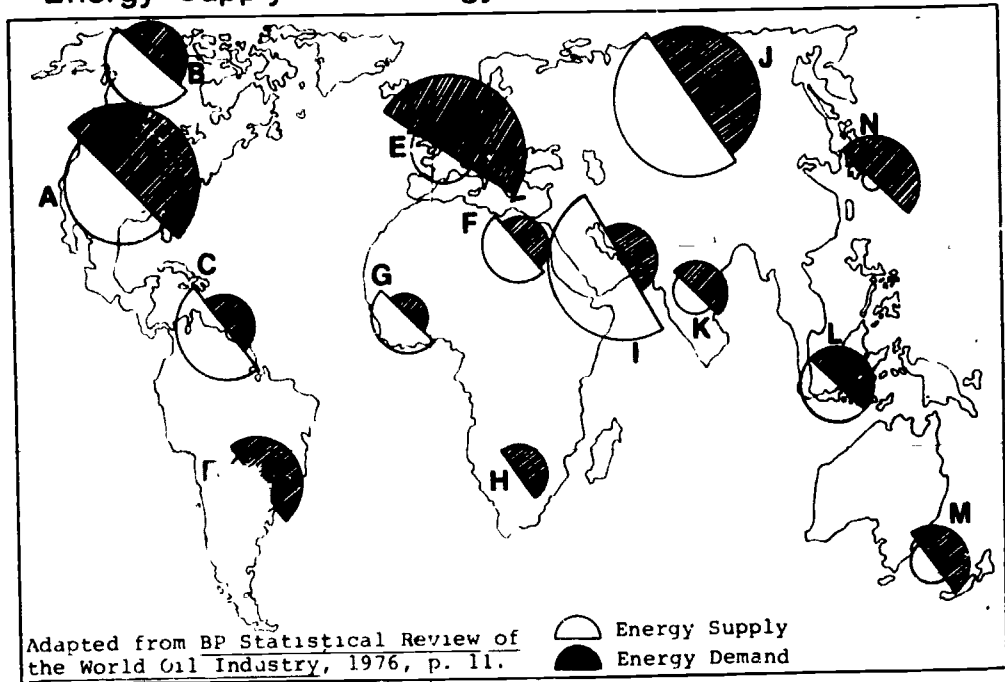 Energy Supply
B
J
N
E
A
F
C
G
I
K
L
H
M
Adapted from BP Statistical Review of
the World Oil Industry, 1976, p. 11.
Energy Supply
Energy Demand